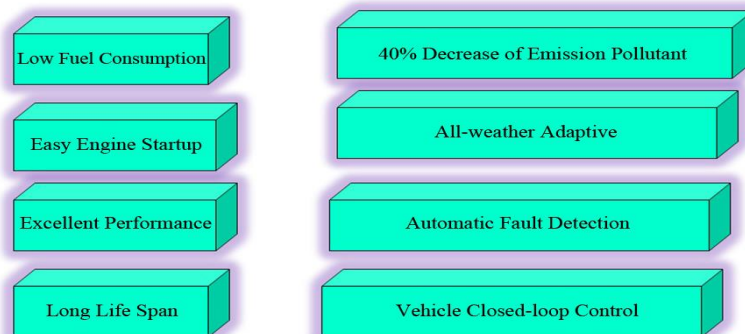 Low Fuel Consumption
40% Decrease of Emission Pollutant
Easy Engine Startup
All-weather Adaptive
Excellent Performance
Automatic Fault Detection
Long Life Span
Vehicle Closed-loop Control